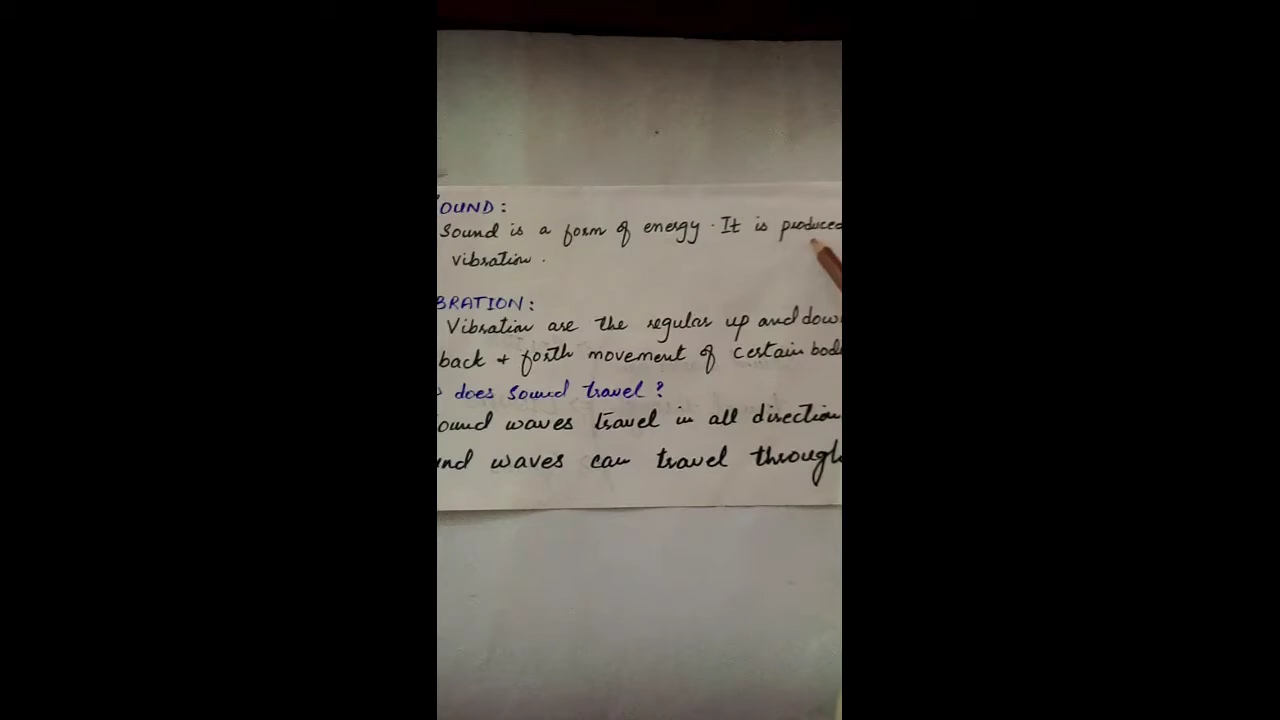 OUND:
Sound is a form of energy. It is produced
vibration.
BRATION:
Vibration are the regular up and dow
back + forth movement of certain bod
does sound travel?
ound waves travel in all direction
nd waves can travel through